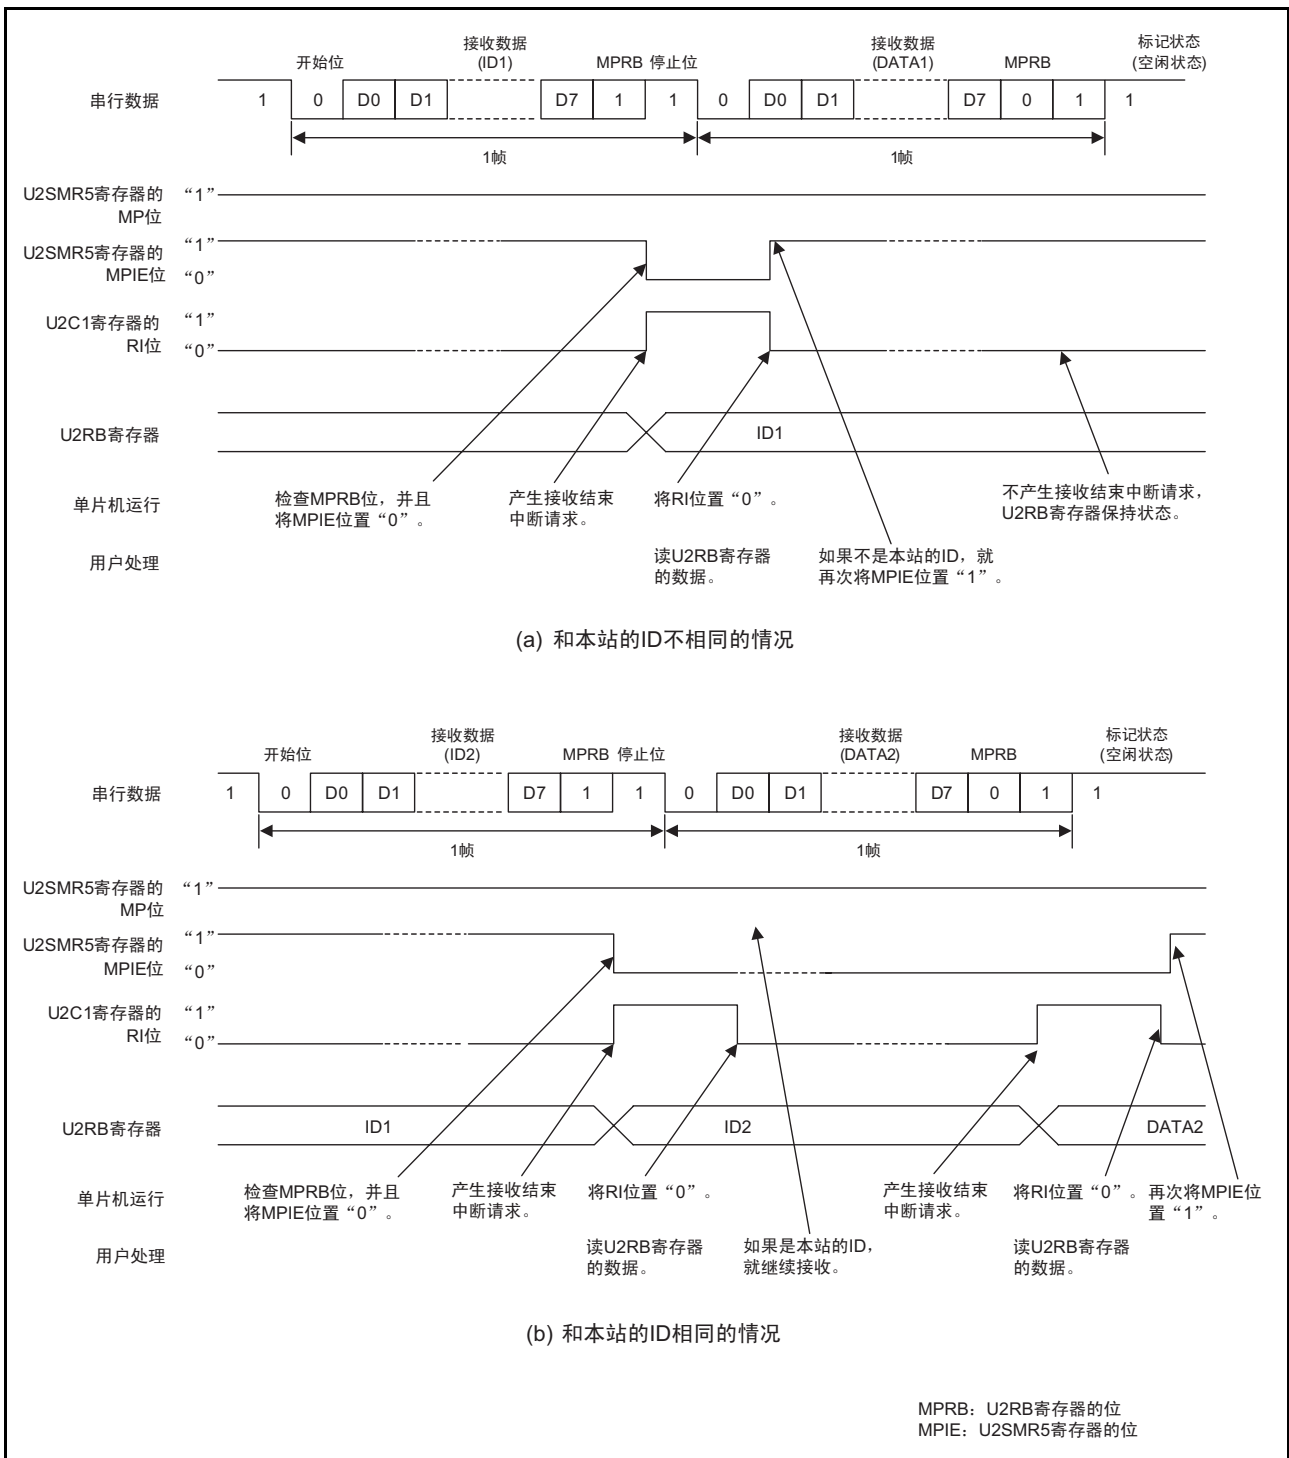 接收数据
(ID1)
接收数据
(DATA1)
标记状态
(空闲状态)
开始位
MPRB 停止位
MPRB
串行数据
1 0 D0 D1 D7 1 1 0 D0 D1 D7 0 1 1
1帧 1帧
U2SMR5寄存器的
MP位
“1”
U2SMR5寄存器的
MPIE位
“1”
“0”
U2C1寄存器的
RI位
“1”
“0”
U2RB寄存器
ID1
单片机运行
检查MPRB位，并且
将MPIE位置“0”。
产生接收结束
中断请求。
将RI位置“0”。
不产生接收结束中断请求，
U2RB寄存器保持状态。
用户处理
读U2RB寄存器
的数据。
如果不是本站的ID，就
再次将MPIE位置“1”。
(a) 和本站的ID不相同的情况
接收数据
(ID2)
接收数据
(DATA2)
标记状态
(空闲状态)
开始位
MPRB 停止位
MPRB
串行数据
1 0 D0 D1 D7 1 1 0 D0 D1 D7 0 1 1
1帧 1帧
U2SMR5寄存器的
MP位
“1”
U2SMR5寄存器的
MPIE位
“1”
“0”
U2C1寄存器的
RI位
“1”
“0”
U2RB寄存器
ID1 ID2 DATA2
单片机运行
检查MPRB位，并且
将MPIE位置“0”。
产生接收结束
中断请求。
将RI位置“0”。
产生接收结束
中断请求。
将RI位置“0”。
再次将MPIE位
置“1”。
用户处理
读U2RB寄存器
的数据。
如果是本站的ID，
就继续接收。
读U2RB寄存器
的数据。
(b) 和本站的ID相同的情况
MPRB：U2RB寄存器的位
MPIE：U2SMR5寄存器的位